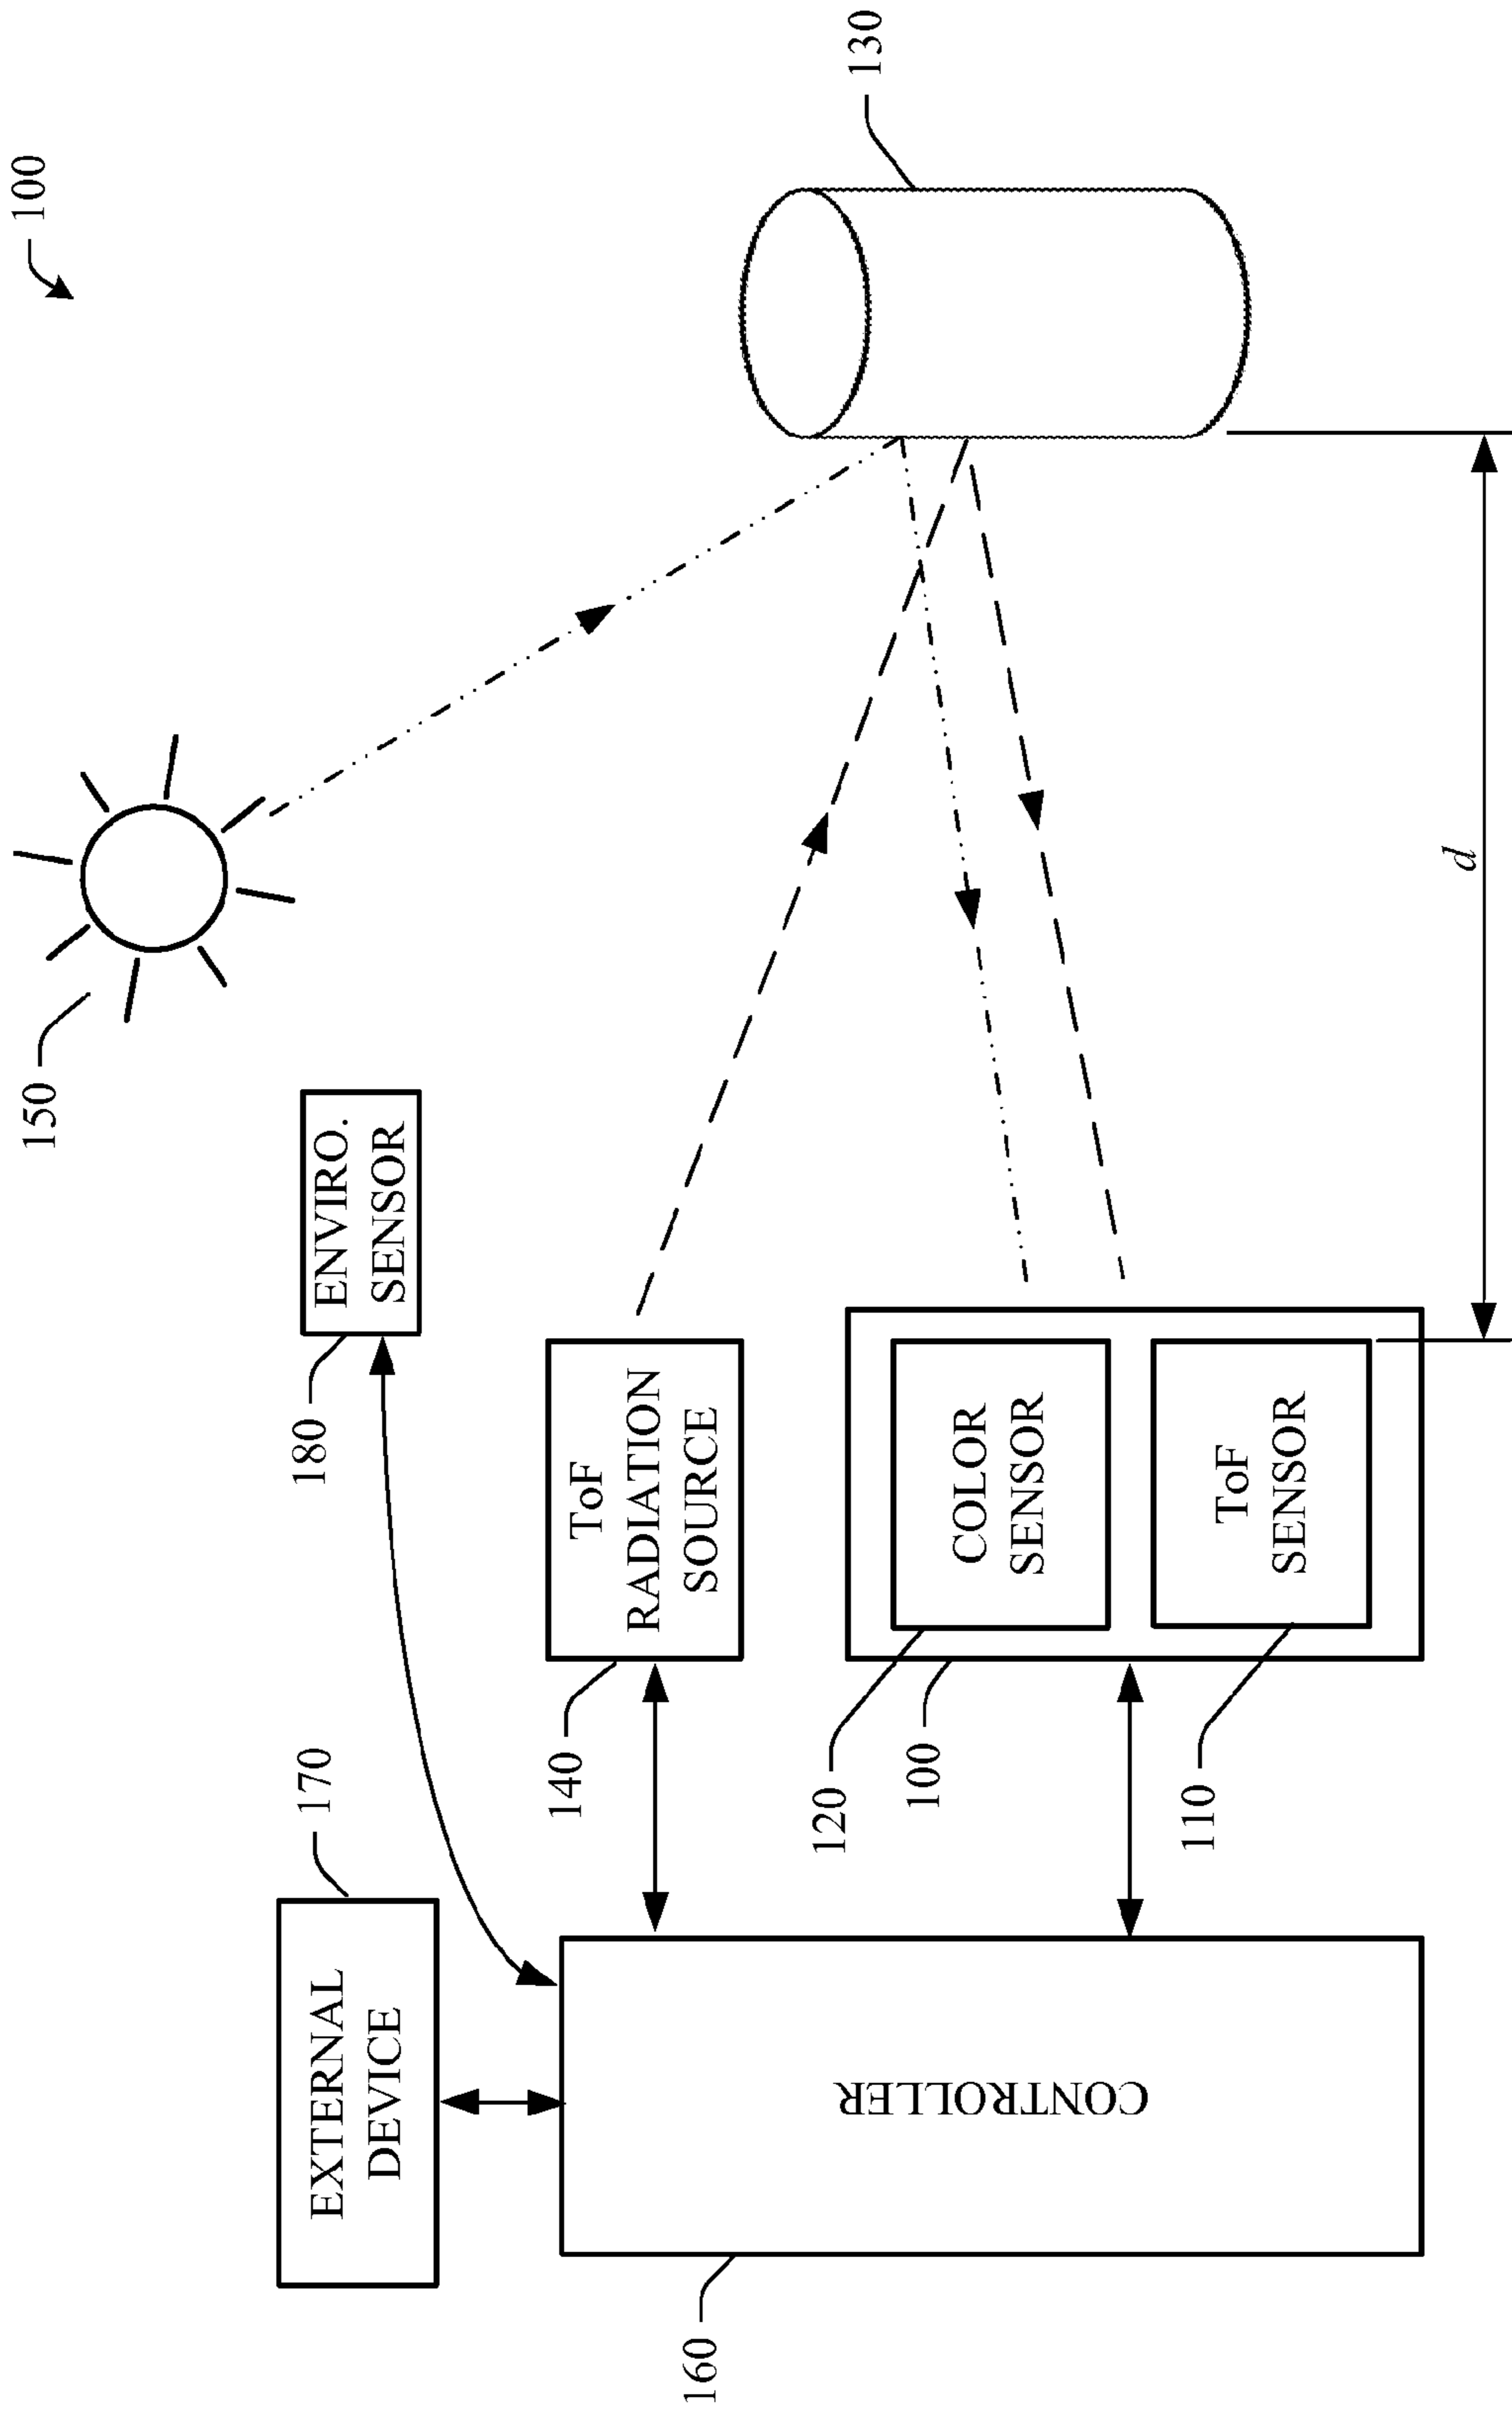 100
150
ENVIRO.
SENSOR
180
EXTERNAL
DEVICE
170
ToF
RADIATION
SOURCE
140
130
COLOR
SENSOR
120
100
ToF
SENSOR
110
CONTROLLER
160
d